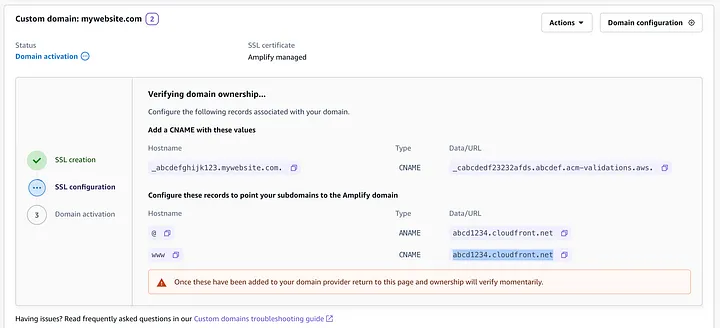 Custom domain: mywebsite.com 2
Actions
Domain configuration
Status
SSL certificate
Domain activation
Amplify managed
SSL creation
SSL configuration
3 Domain activation
Verifying domain ownership...
Configure the following records associated with your domain.
Add a CNAME with these values
Hostname Type Data/URL
_abcdefghijk123.mywebsite.com. CNAME _cabcdedf23232afds.abcdef.acm-validations.aws.
Configure these records to point your subdomains to the Amplify domain
Hostname Type Data/URL
@ ANAME abcd1234.cloudfront.net
www CNAME abcd1234.cloudfront.net
Once these have been added to your domain provider return to this page and ownership will verify momentarily.
Having issues? Read frequently asked questions in our Custom domains troubleshooting guide